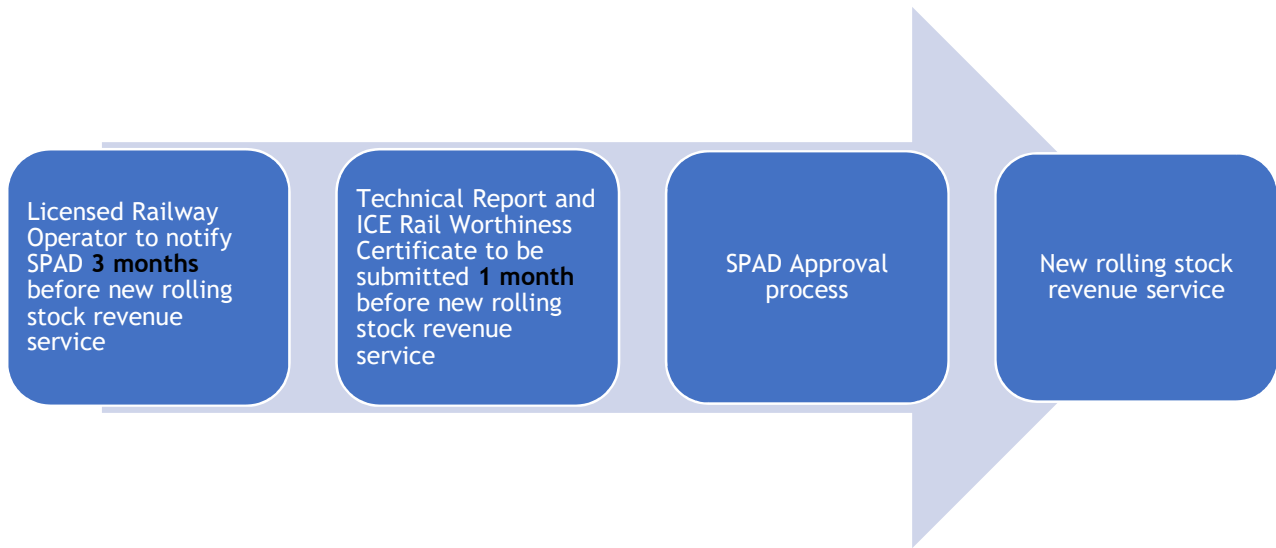 Licensed Railway
Operator to notify
SPAD 3 months
before new rolling
stock revenue
service
Technical Report and
ICE Rail Worthiness
Certificate to be
submitted 1 month
before new rolling
stock revenue
service
SPAD Approval
process
New rolling stock
revenue service